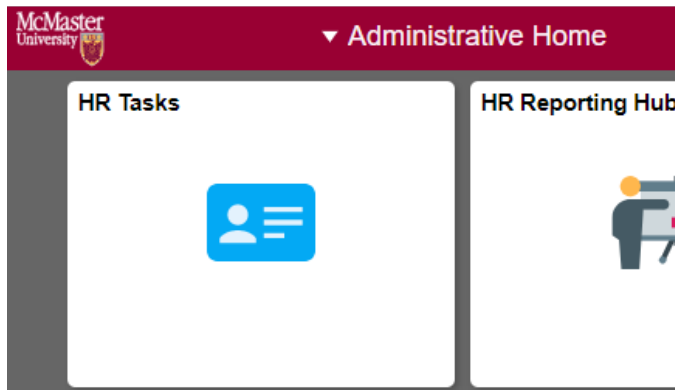 McMaster
University
Administrative Home
HR Tasks
HR Reporting Hub